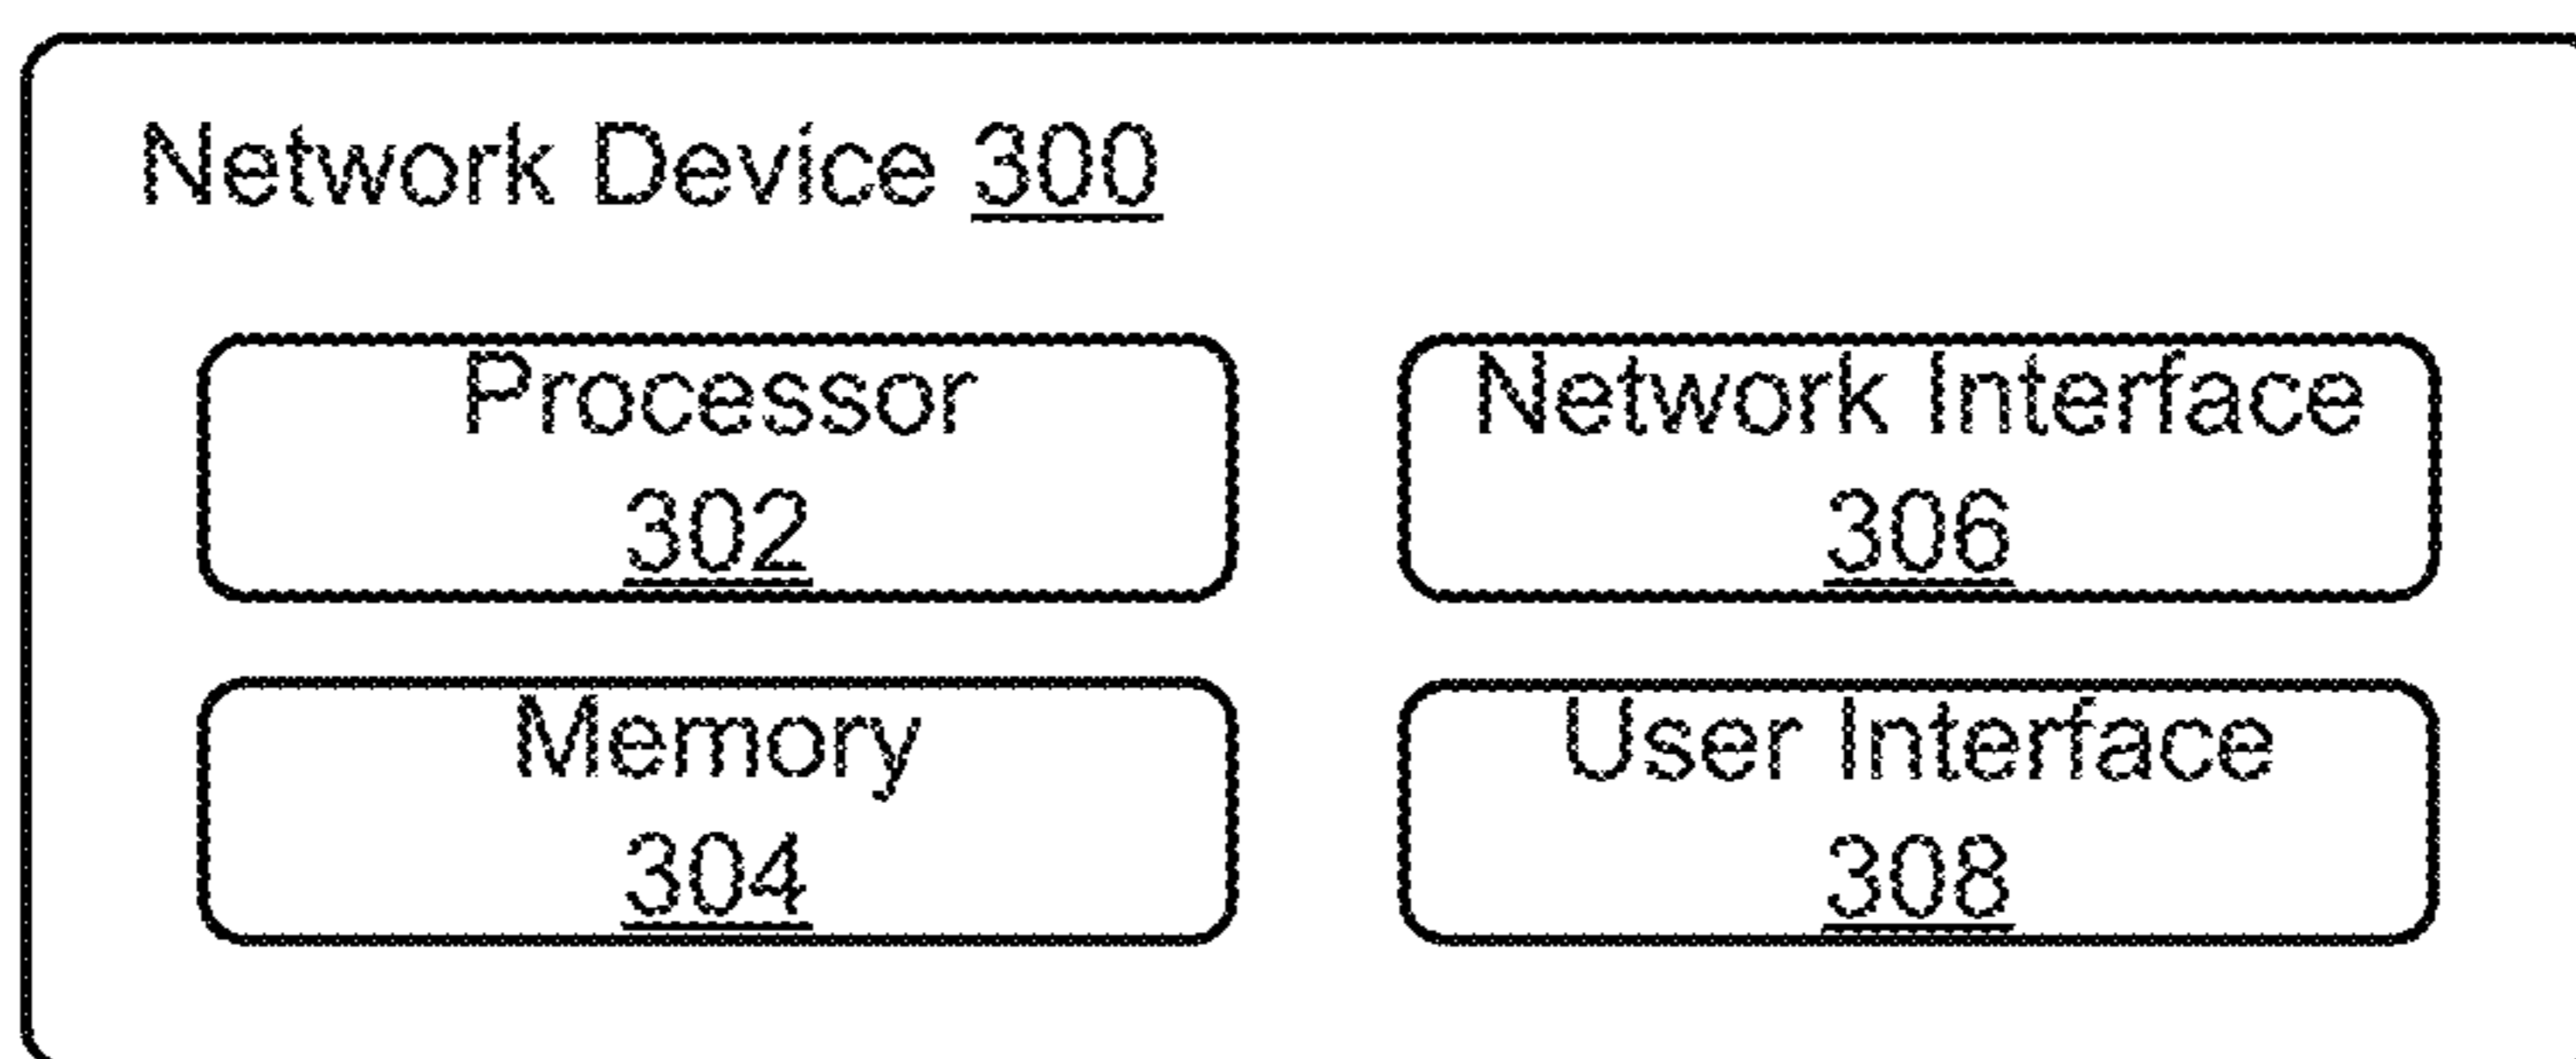 Network Device 300
Processor
302
Network Interface
306
Memory
304
User Interface
308